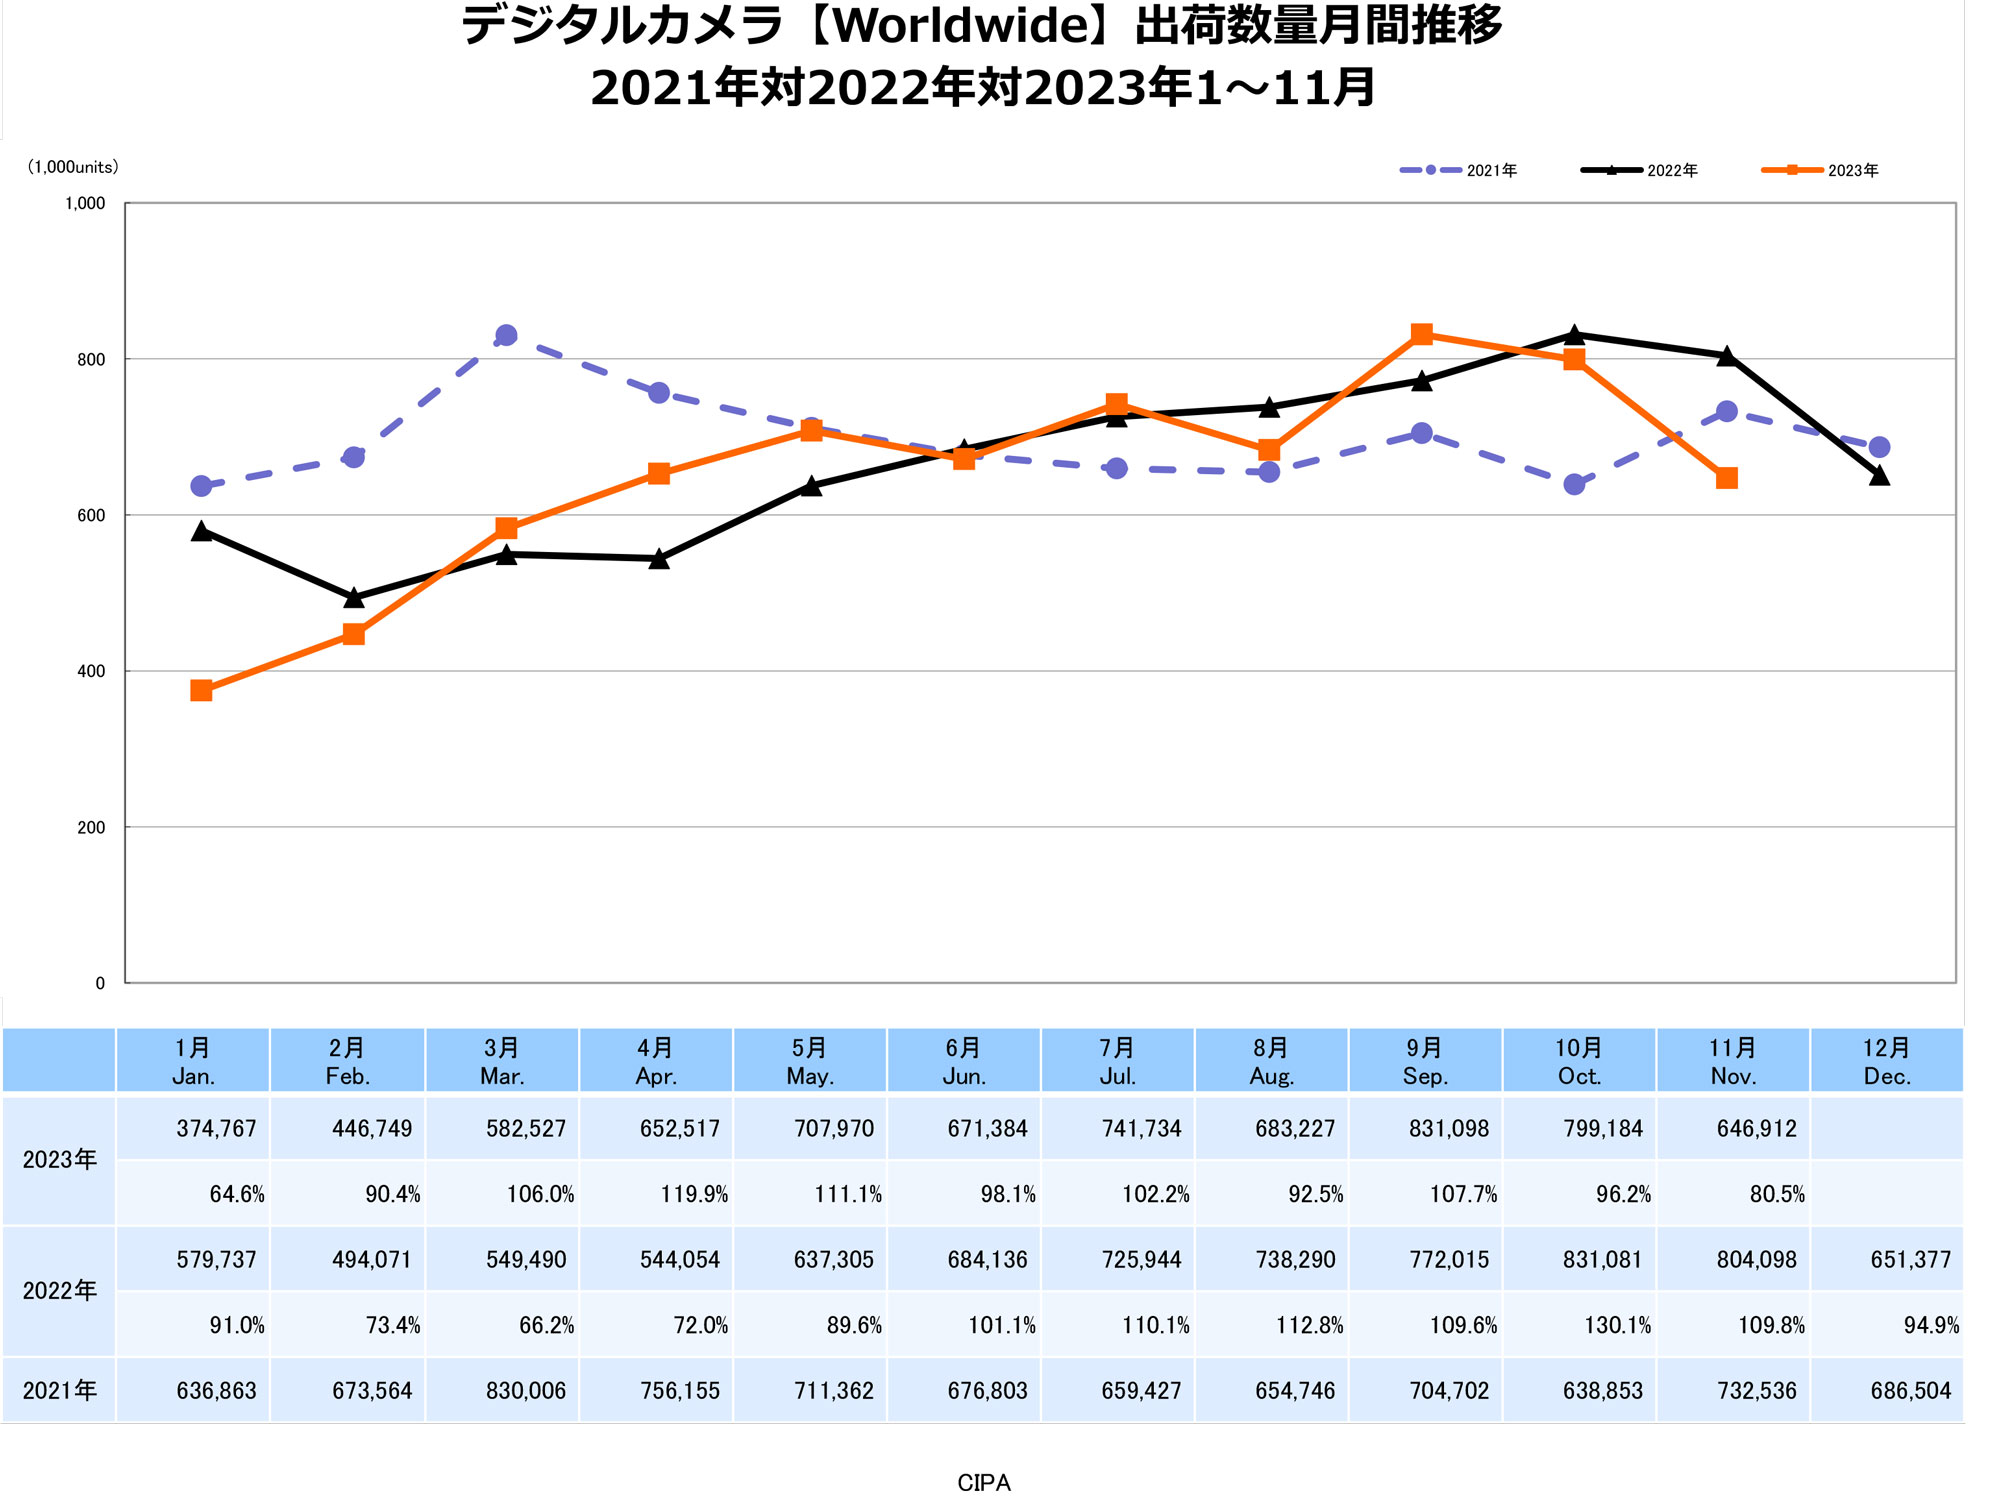 デジタルカメラ【Worldwide】出荷数量月間推移
2021年対2022年対2023年1～11月
(1,000units)
2021年 2022年 2023年
1,000
800
600
400
200
0
1月 2月 3月 4月 5月 6月 7月 8月 9月 10月 11月 12月
Jan. Feb. Mar. Apr. May. Jun. Jul. Aug. Sep. Oct. Nov. Dec.
2023年
374,767 446,749 582,527 652,517 707,970 671,384 741,734 683,227 831,098 799,184 646,912
64.6% 90.4% 106.0% 119.9% 111.1% 98.1% 102.2% 92.5% 107.7% 96.2% 80.5%
2022年
579,737 494,071 549,490 544,054 637,305 684,136 725,944 738,290 772,015 831,081 804,098 651,377
91.0% 73.4% 66.2% 72.0% 89.6% 101.1% 110.1% 112.8% 109.6% 130.1% 109.8% 94.9%
2021年 636,863 673,564 830,006 756,155 711,362 676,803 659,427 654,746 704,702 638,853 732,536 686,504
CIPA